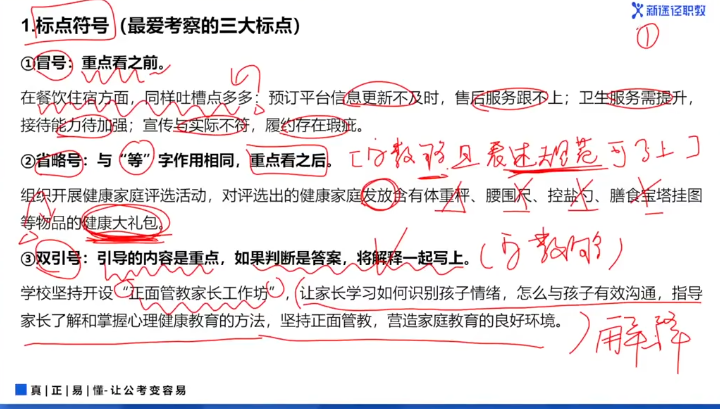 新途径职教
1.标点符号（最爱考察的三大标点）
①
①冒号：重点看之前。
在餐饮住宿方面，同样吐槽点多多：预订平台信息更新不及时，售后服务跟不上；卫生服务需提升，
接待能力待加强；宣传与实际不符，履约存在瑕疵。
②省略号：与“等”字作用相同，重点看之后。
[字数够且表述规范可写上]
组织开展健康家庭评选活动，对评选出的健康家庭发放含有体重秤、腰围尺、控盐勺、膳食宝塔挂图
等物品的健康大礼包。
③双引号：引导的内容是重点，如果判断是答案，将解释一起写上。
(字数够)
学校坚持开设“正面管教家长工作坊”，让家长学习如何识别孩子情绪，怎么与孩子有效沟通，指导
家长了解和掌握心理健康教育的方法，坚持正面管教，营造家庭教育的良好环境。
解释
真|正|易|懂-让公考变容易